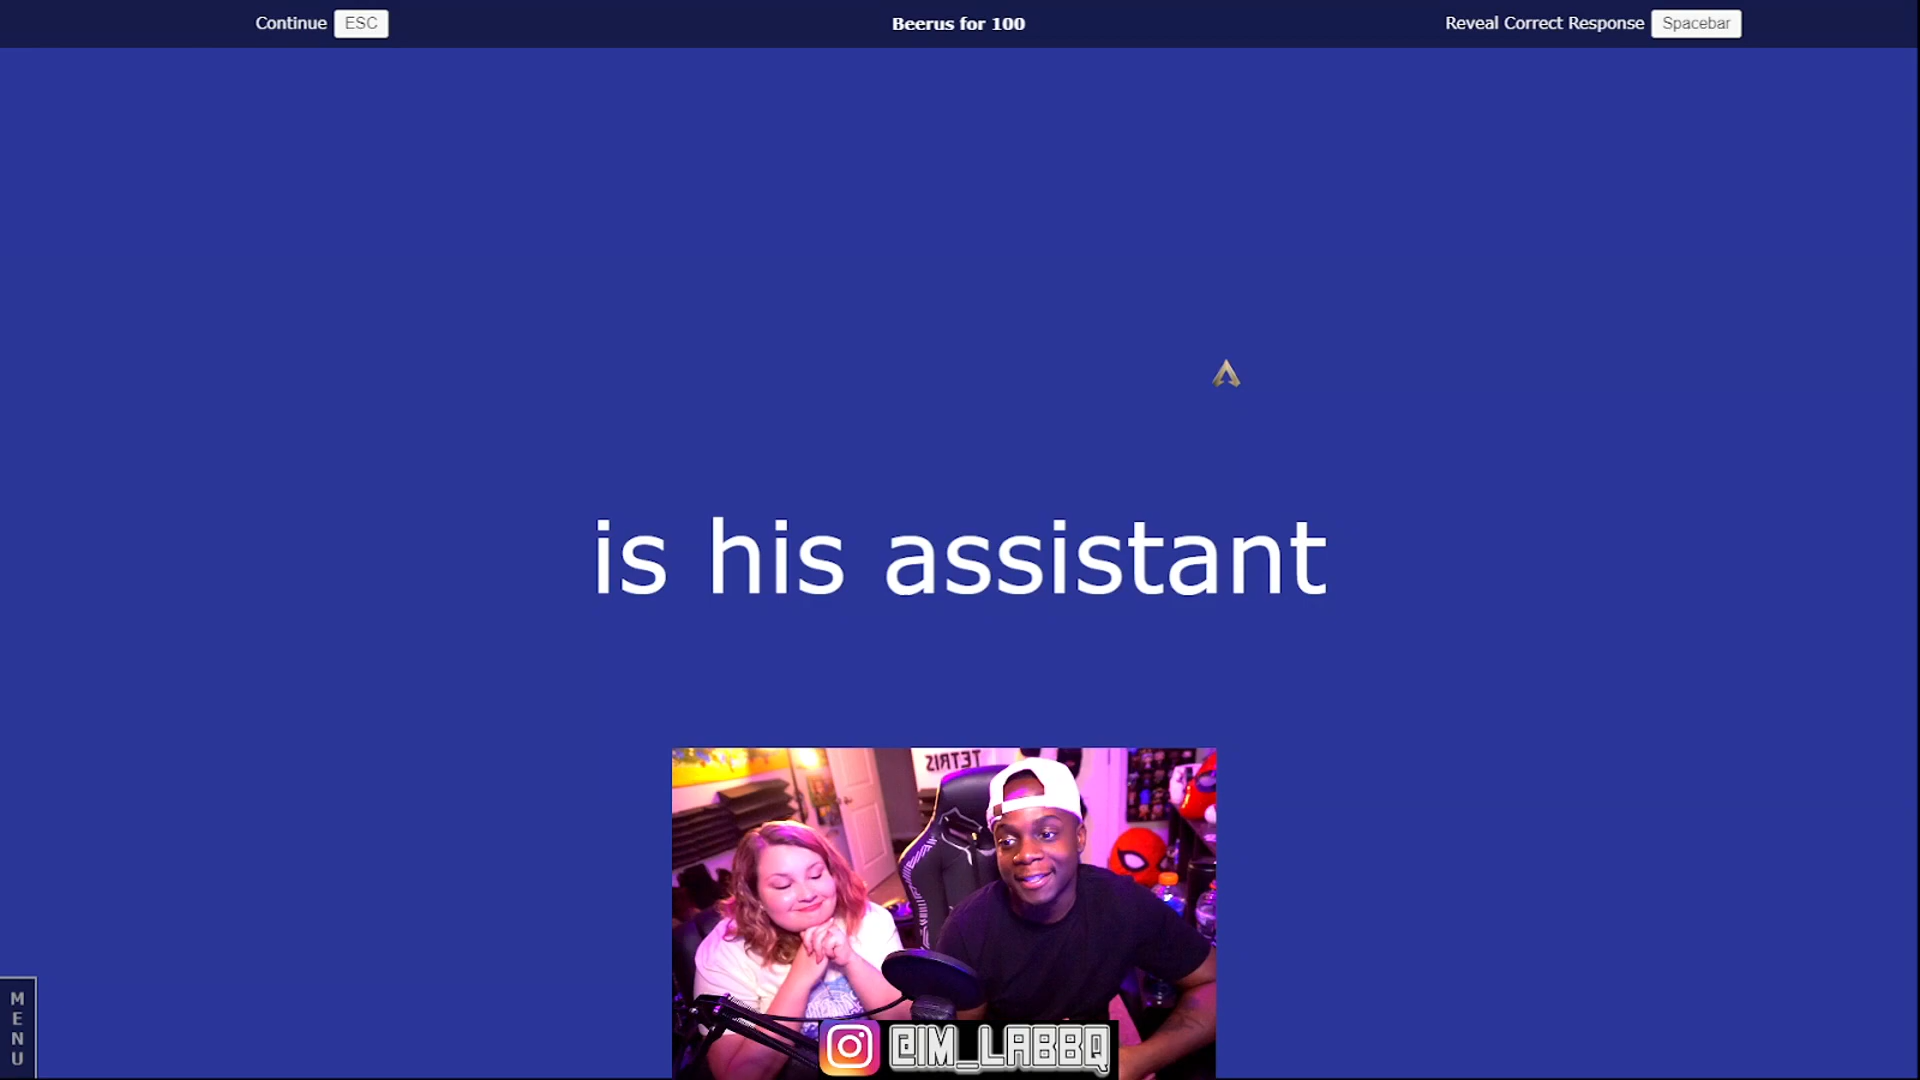 Continue ESC
Beerus for 100
Reveal Correct Response Spacebar
is his assistant
TETRIS
@IM_LABBQ
MENU